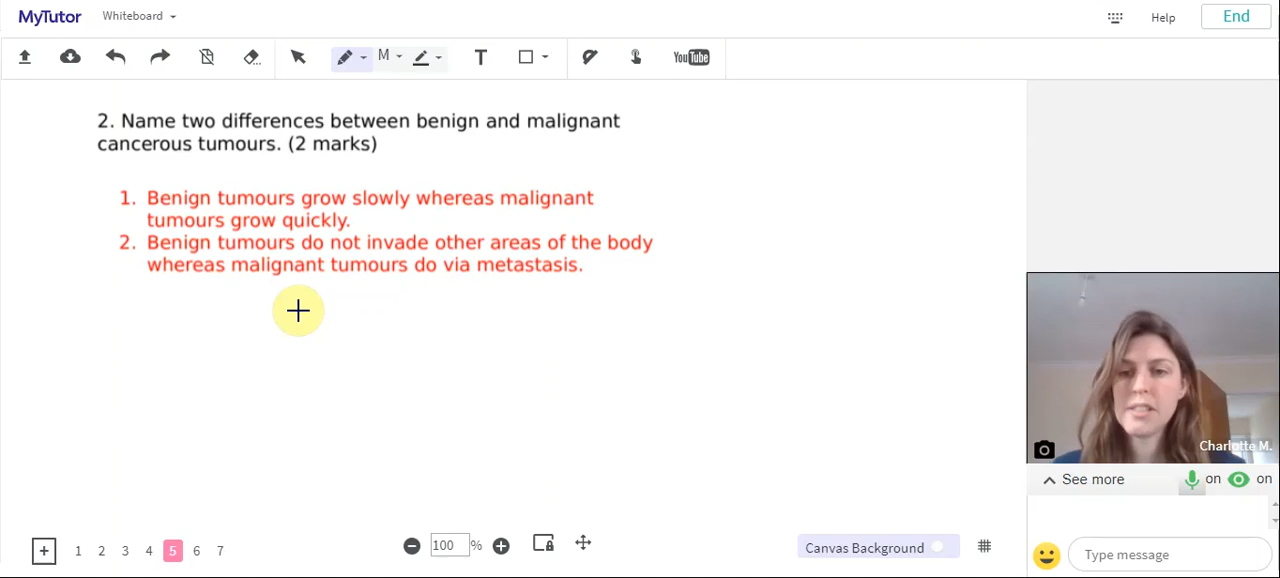 MyTutor Whiteboard Help End
M T YouTube
2. Name two differences between benign and malignant
cancerous tumours. (2 marks)
1. Benign tumours grow slowly whereas malignant
tumours grow quickly.
2. Benign tumours do not invade other areas of the body
whereas malignant tumours do via metastasis.
Charlotte M.
See more on on
+ 1 2 3 4 5 6 7
100 %
Canvas Background
Type message